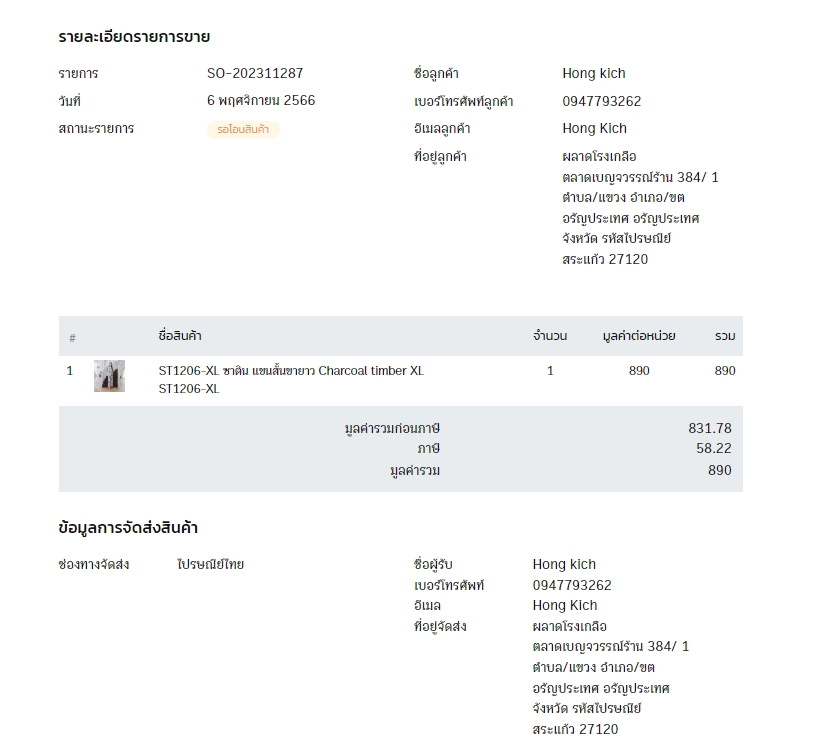 รายละเอียดรายการขาย
รายการ SO-202311287
วันที่ 6 พฤศจิกายน 2566
สถานะรายการ รอโอนสินค้า
ชื่อลูกค้า Hong kich
เบอร์โทรศัพท์ลูกค้า 0947793262
อีเมลลูกค้า Hong Kich
ที่อยู่ลูกค้า ผลาดโรงเกลือ
ตลาดเบญจวรรณ์ร้าน 384/ 1
ตำบล/แขวง อำเภอ/ขต
อรัญประเทศ อรัญประเทศ
จังหวัด รหัสไปรษณีย์
สระแก้ว 27120
# ชื่อสินค้า จำนวน มูลค่าต่อหน่วย รวม
1 ST1206-XL ซาติน แขนสั้นขายาว Charcoal timber XL 1 890 890
ST1206-XL
มูลค่ารวมก่อนภาษี 831.78
ภาษี 58.22
มูลค่ารวม 890
ข้อมูลการจัดส่งสินค้า
ช่องทางจัดส่ง ไปรษณีย์ไทย
ชื่อผู้รับ Hong kich
เบอร์โทรศัพท์ 0947793262
อีเมล Hong Kich
ที่อยู่จัดส่ง ผลาดโรงเกลือ
ตลาดเบญจวรรณ์ร้าน 384/ 1
ตำบล/แขวง อำเภอ/ขต
อรัญประเทศ อรัญประเทศ
จังหวัด รหัสไปรษณีย์
สระแก้ว 27120